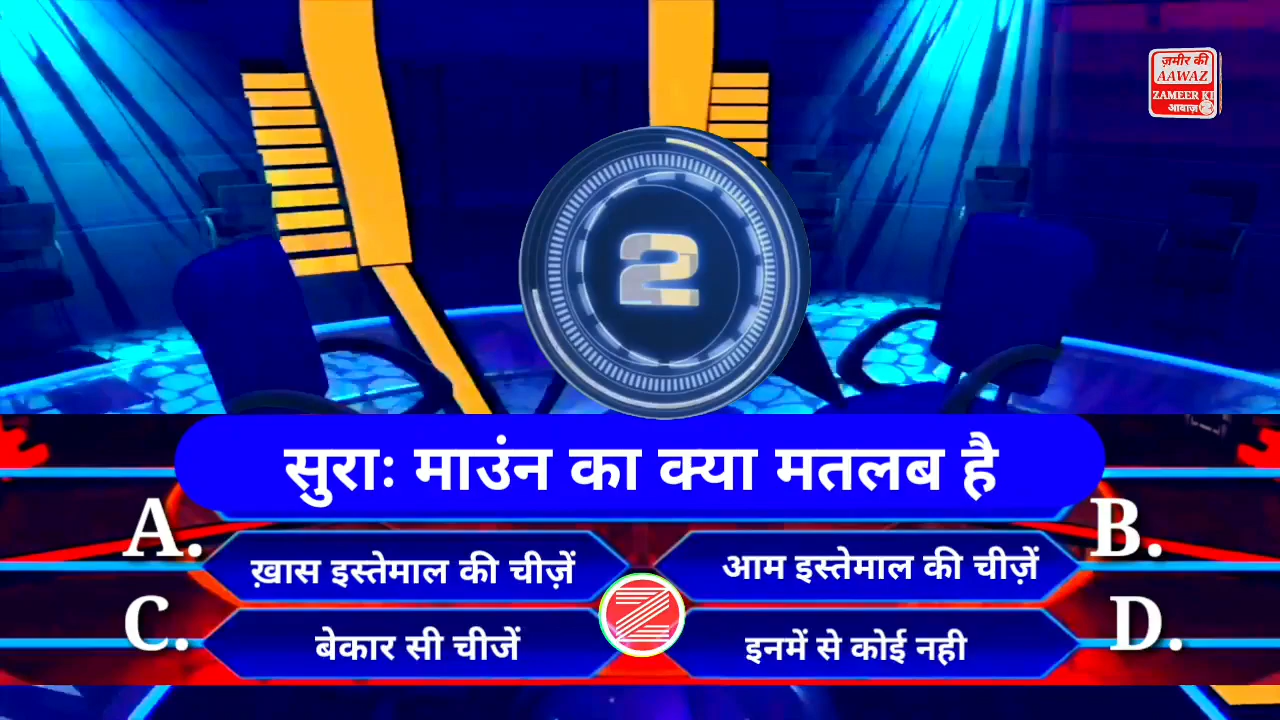 ज़मीर की
AAWAZ
ZAMEER KI
आवाज़
2
सुराः माउंन का क्या मतलब है
A.
ख़ास इस्तेमाल की चीज़ें
B.
आम इस्तेमाल की चीज़ें
C.
बेकार सी चीजें
D.
इनमें से कोई नही
Z